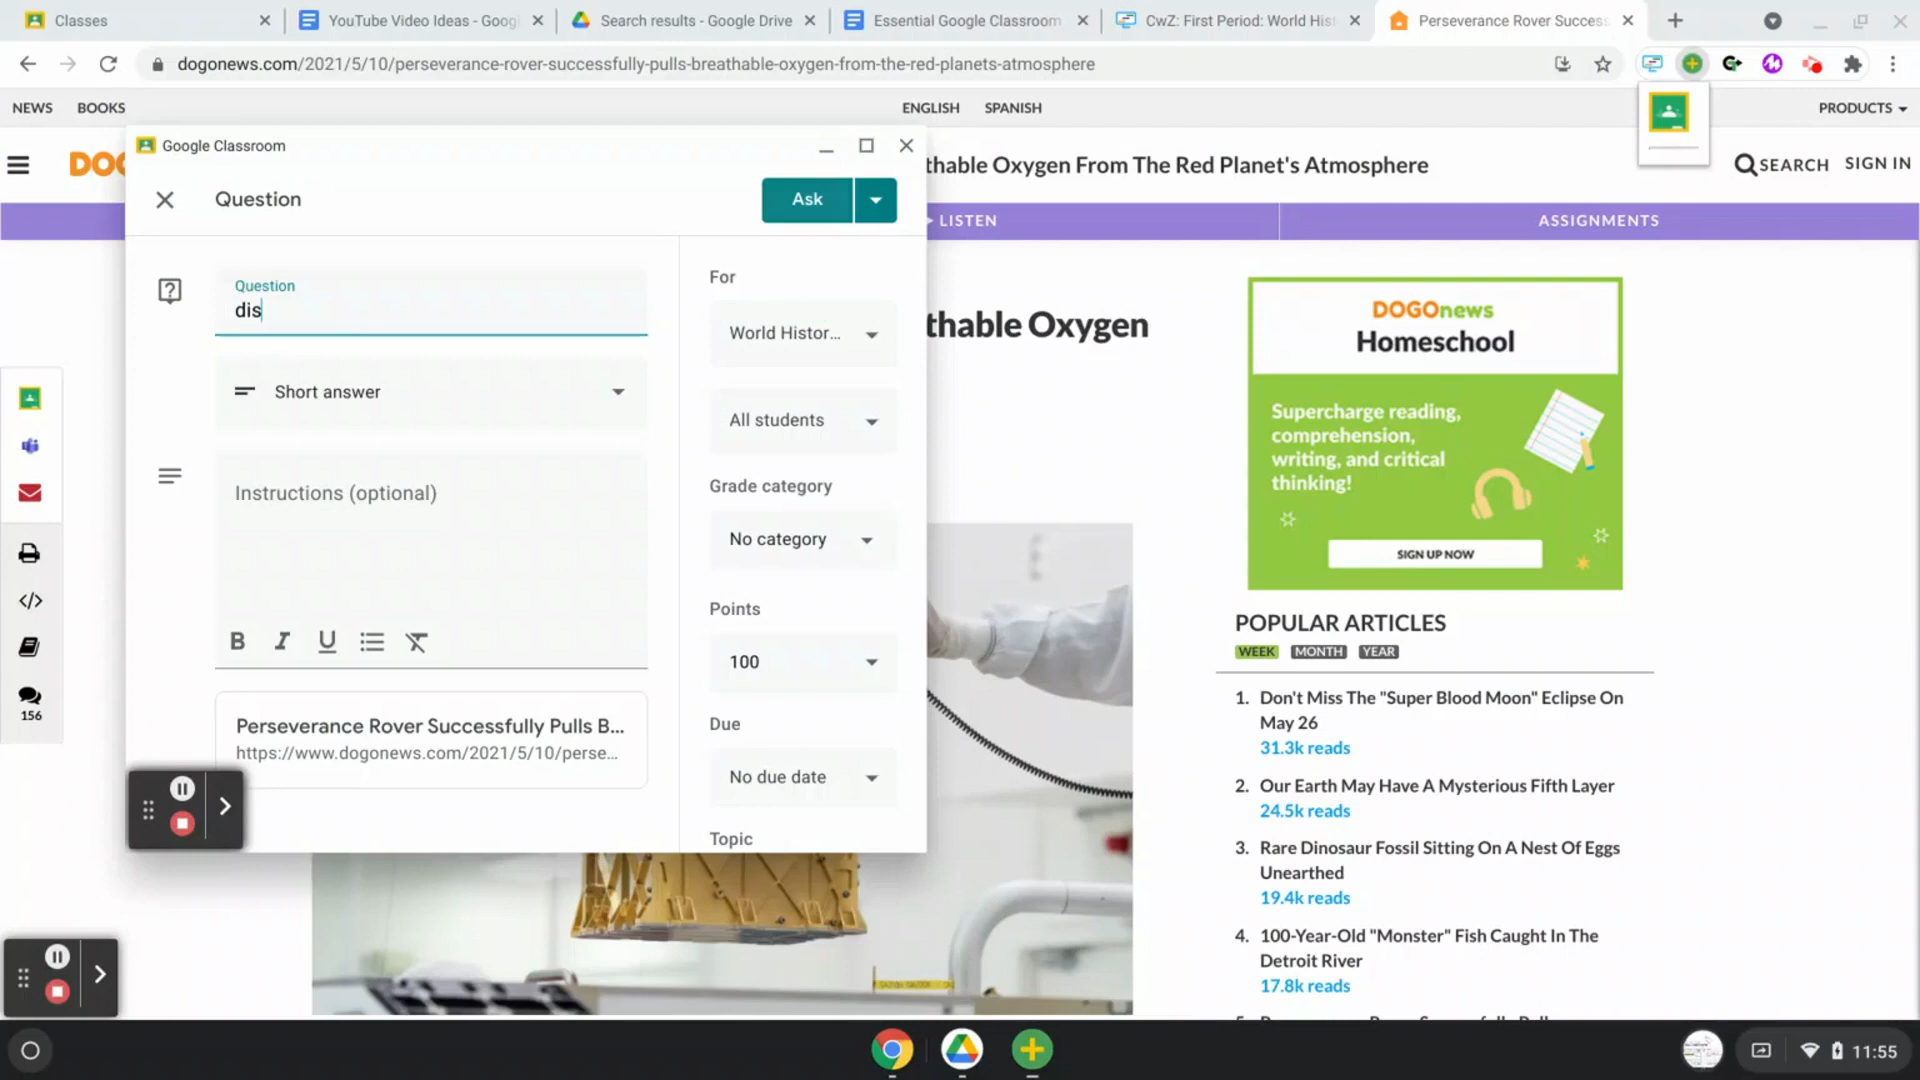 Classes
YouTube Video Ideas - Googl
Search results - Google Drive
Essential Google Classroom
CwZ: First Period: World Hist
Perseverance Rover Success
dogonews.com/2021/5/10/perseverance-rover-successfully-pulls-breathable-oxygen-from-the-red-planets-atmosphere
NEWS
BOOKS
ENGLISH
SPANISH
PRODUCTS
Google Classroom
DOG
thable Oxygen From The Red Planet's Atmosphere
SEARCH
SIGN IN
Question
Ask
LISTEN
ASSIGNMENTS
Question
dis
Short answer
Instructions (optional)
B I U
Perseverance Rover Successfully Pulls B...
https://www.dogonews.com/2021/5/10/perse...
For
World Histor...
All students
Grade category
No category
Points
100
Due
No due date
Topic
thable Oxygen
DOGOnews
Homeschool
Supercharge reading,
comprehension,
writing, and critical
thinking!
SIGN UP NOW
POPULAR ARTICLES
WEEK
MONTH
YEAR
1. Don't Miss The "Super Blood Moon" Eclipse On
May 26
31.3k reads
2. Our Earth May Have A Mysterious Fifth Layer
24.5k reads
3. Rare Dinosaur Fossil Sitting On A Nest Of Eggs
Unearthed
19.4k reads
4. 100-Year-Old "Monster" Fish Caught In The
Detroit River
17.8k reads
156
11:55